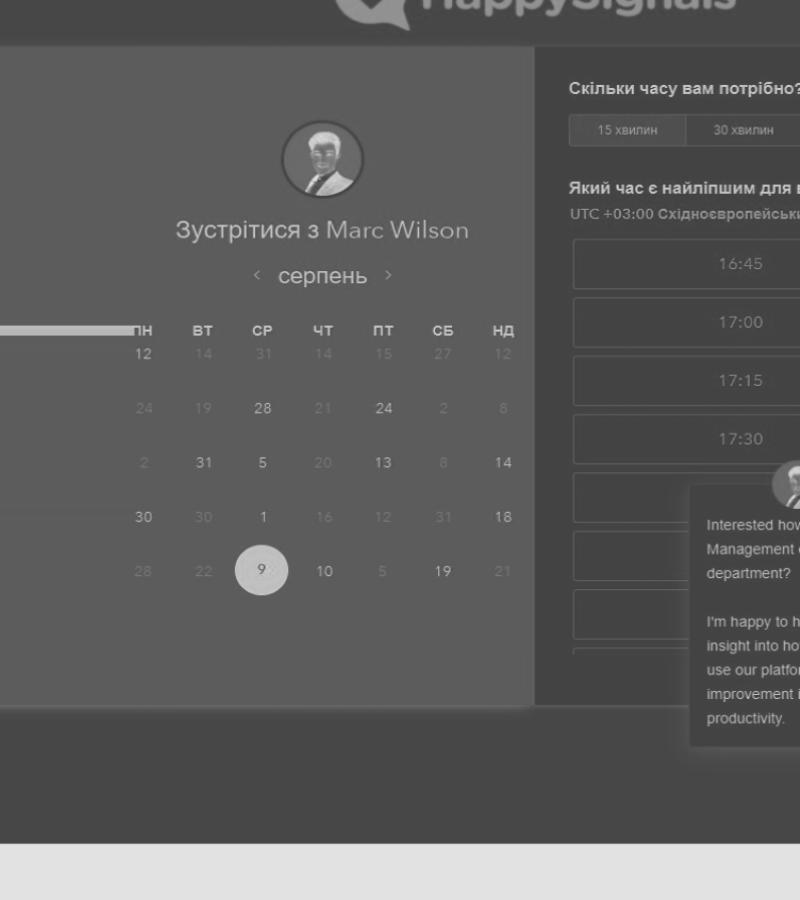 HappySignals
Зустрітися з Marc Wilson
серпень
ПН ВТ СР ЧТ ПТ СБ НД
12 14 31 14 15 27 12
24 19 28 21 24 2 8
2 31 5 20 13 8 14
30 30 1 16 12 31 18
28 22 9 10 5 19 21
Скільки часу вам потрібно?
15 хвилин 30 хвилин
Який час є найліпшим для
UTC +03:00
16:45
17:00
17:15
17:30
Interested how
Management
department?
I'm happy to
insight into
use our
improvement
productivity.